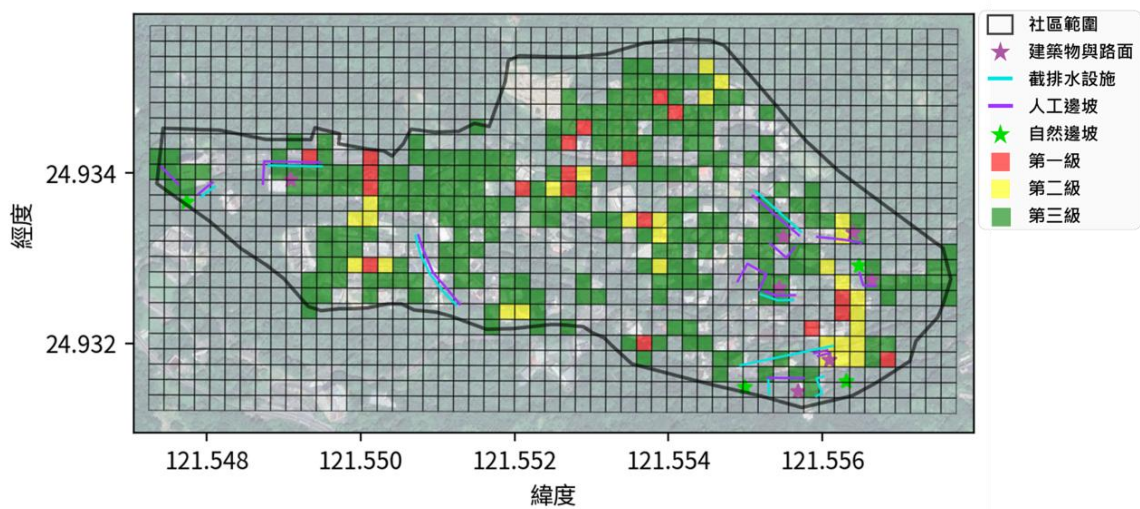 社區範圍
建築物與路面
截排水設施
人工邊坡
自然邊坡
第一級
第二級
第三級
經度
24.934
24.932
121.548 121.550 121.552 121.554 121.556
緯度